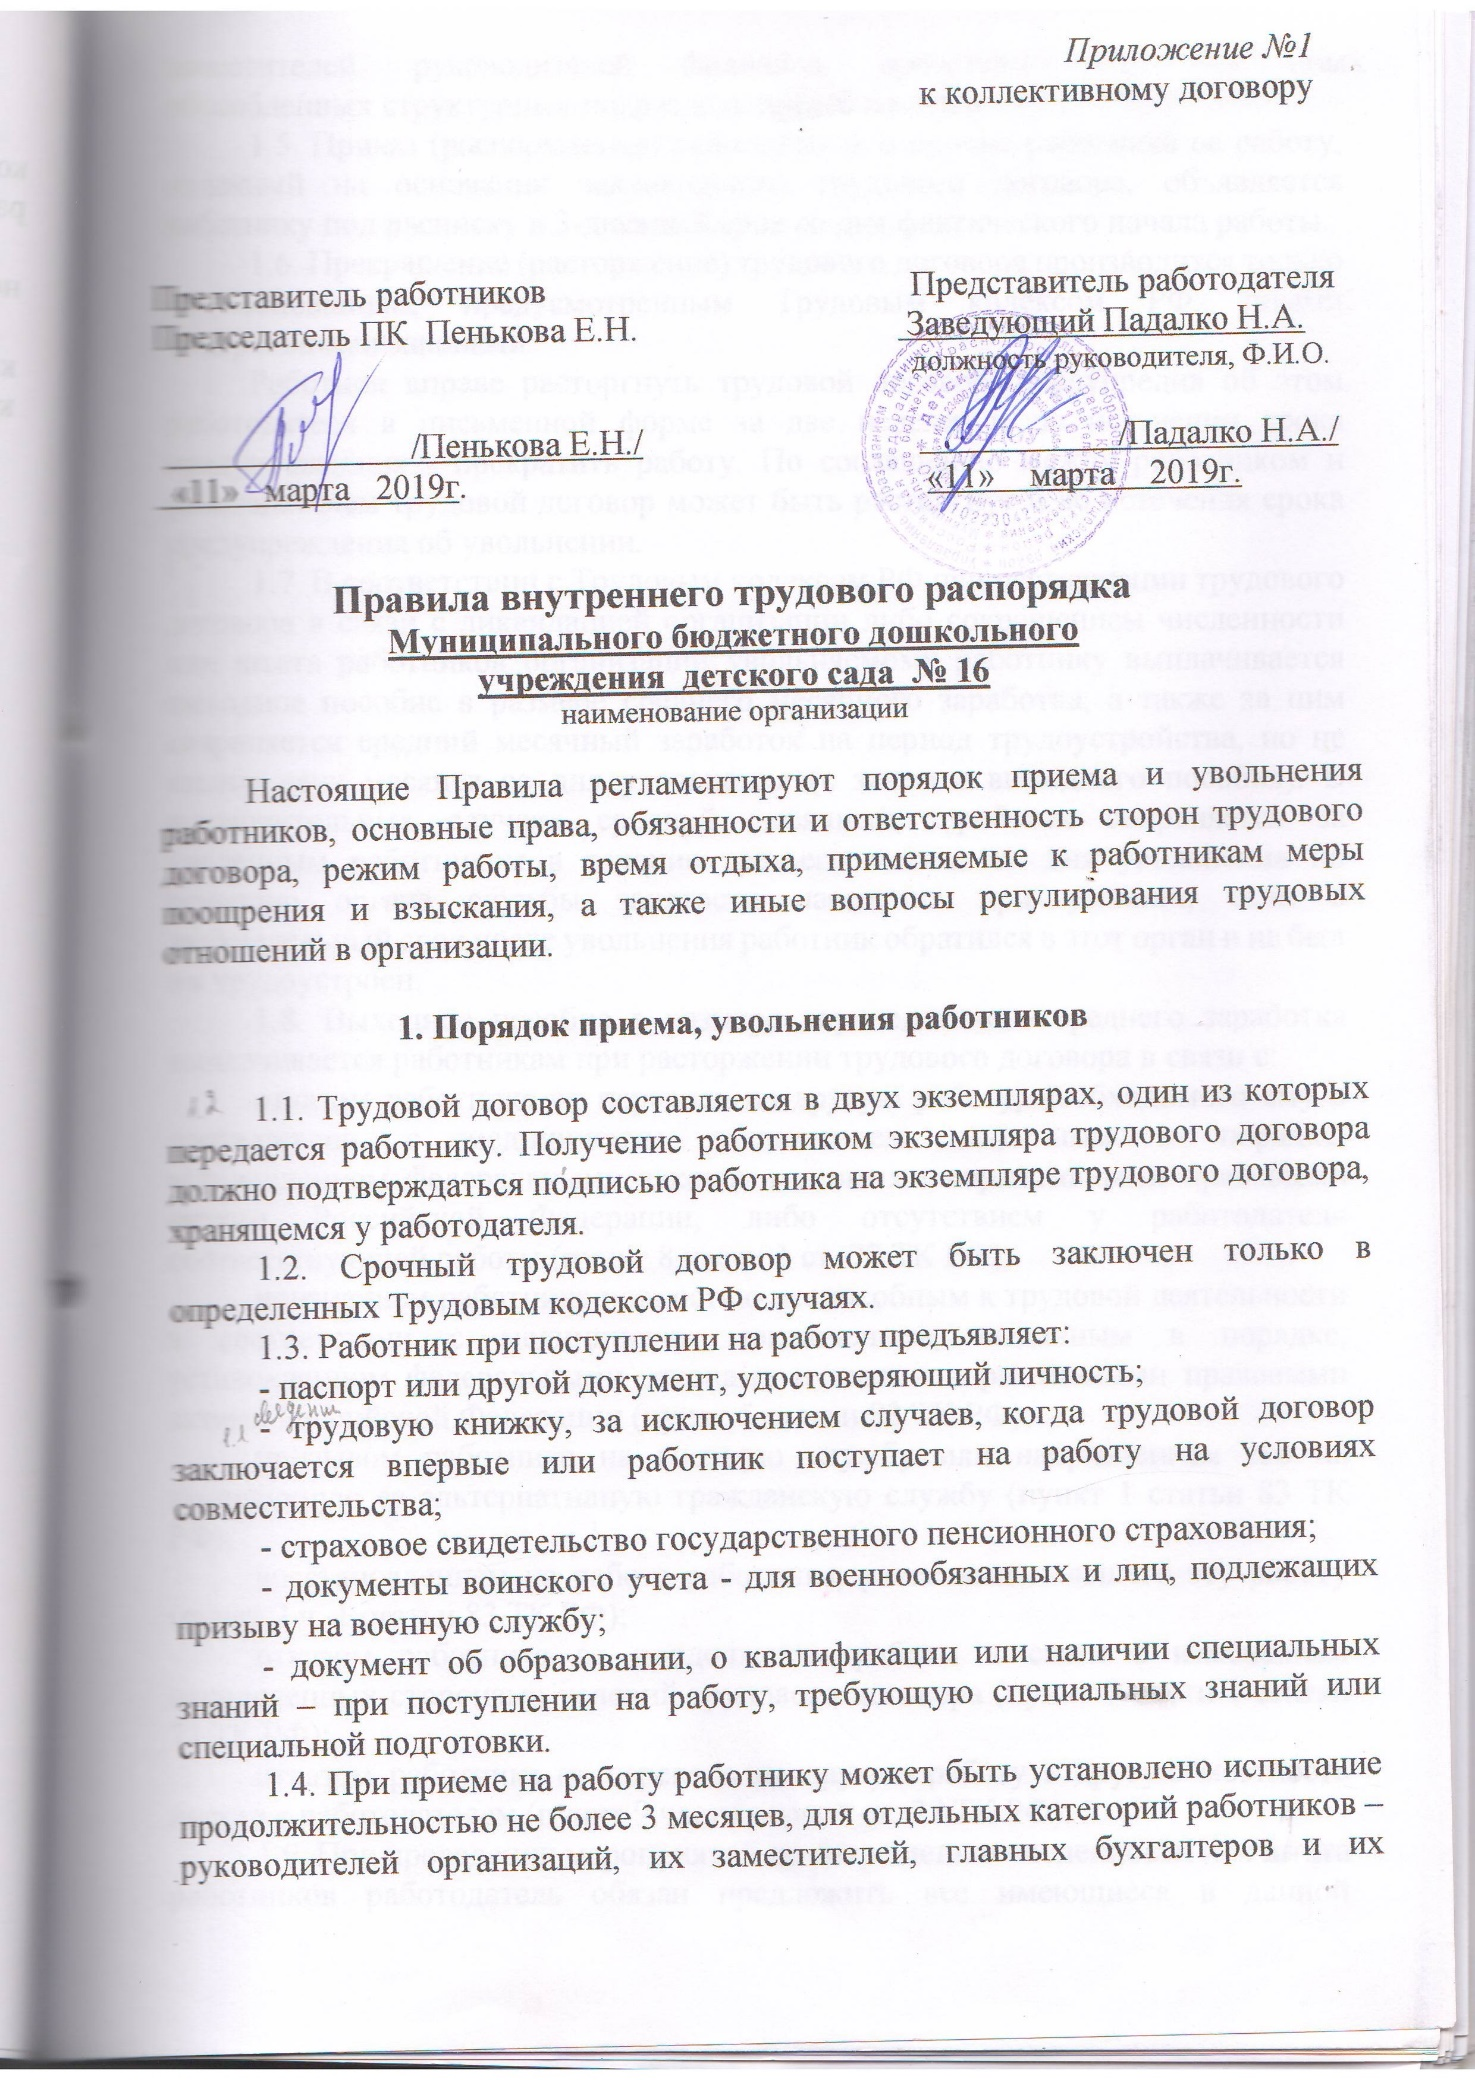 Приложение №1
к коллективному договору
Представитель работников
Председатель ПК Пенькова Е.Н.
/Пенькова Е.Н./
«11» марта 2019г.
Представитель работодателя
Заведующий Падалко Н.А.
должность руководителя, Ф.И.О.
/Падалко Н.А./
«11» марта 2019г.
Правила внутреннего трудового распорядка
Муниципального бюджетного дошкольного
учреждения детского сада № 16
наименование организации
Настоящие Правила регламентируют порядок приема и увольнения
работников, основные права, обязанности и ответственность сторон трудового
договора, режим работы, время отдыха, применяемые к работникам меры
поощрения и взыскания, а также иные вопросы регулирования трудовых
отношений в организации.
1. Порядок приема, увольнения работников
1.1. Трудовой договор составляется в двух экземплярах, один из которых
передается работнику. Получение работником экземпляра трудового договора
должно подтверждаться подписью работника на экземпляре трудового договора,
хранящемся у работодателя.
1.2. Срочный трудовой договор может быть заключен только в
определенных Трудовым кодексом РФ случаях.
1.3. Работник при поступлении на работу предъявляет:
- паспорт или другой документ, удостоверяющий личность;
- трудовую книжку, за исключением случаев, когда трудовой договор
заключается впервые или работник поступает на работу на условиях
совместительства;
- страховое свидетельство государственного пенсионного страхования;
- документы воинского учета - для военнообязанных и лиц, подлежащих
призыву на военную службу;
- документ об образовании, о квалификации или наличии специальных
знаний – при поступлении на работу, требующую специальных знаний или
специальной подготовки.
1.4. При приеме на работу работнику может быть установлено испытание
продолжительностью не более 3 месяцев, для отдельных категорий работников –
руководителей организаций, их заместителей, главных бухгалтеров и их